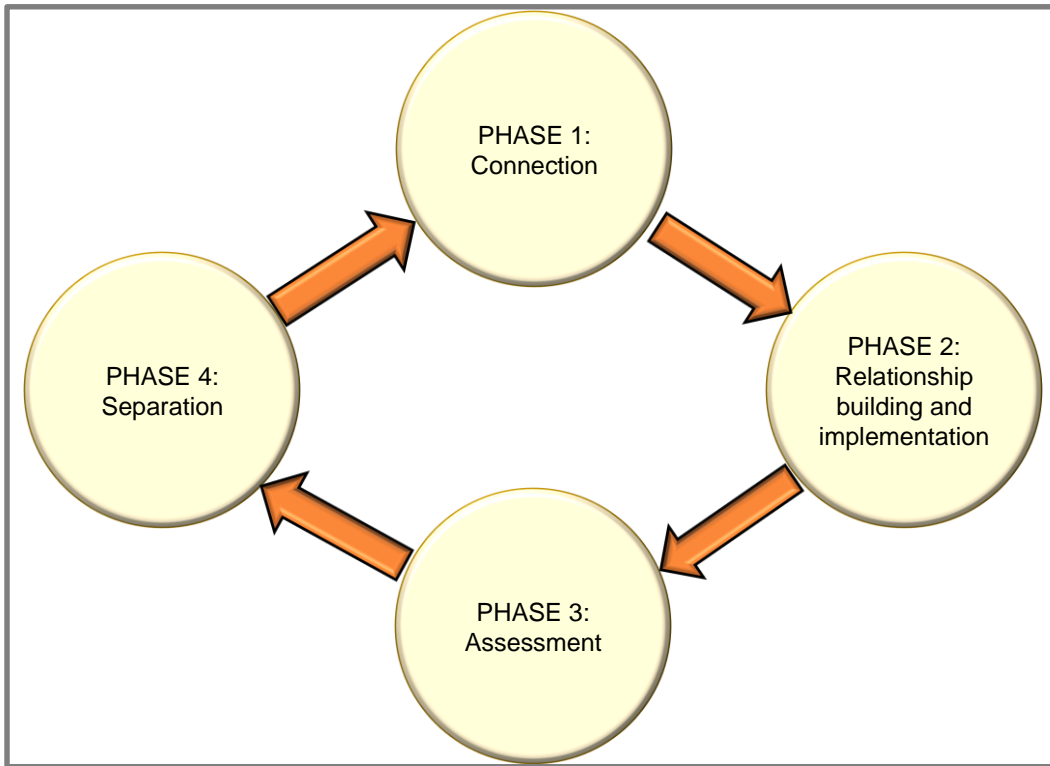 PHASE 1:
Connection
PHASE 2:
Relationship
building and
implementation
PHASE 3:
Assessment
PHASE 4:
Separation